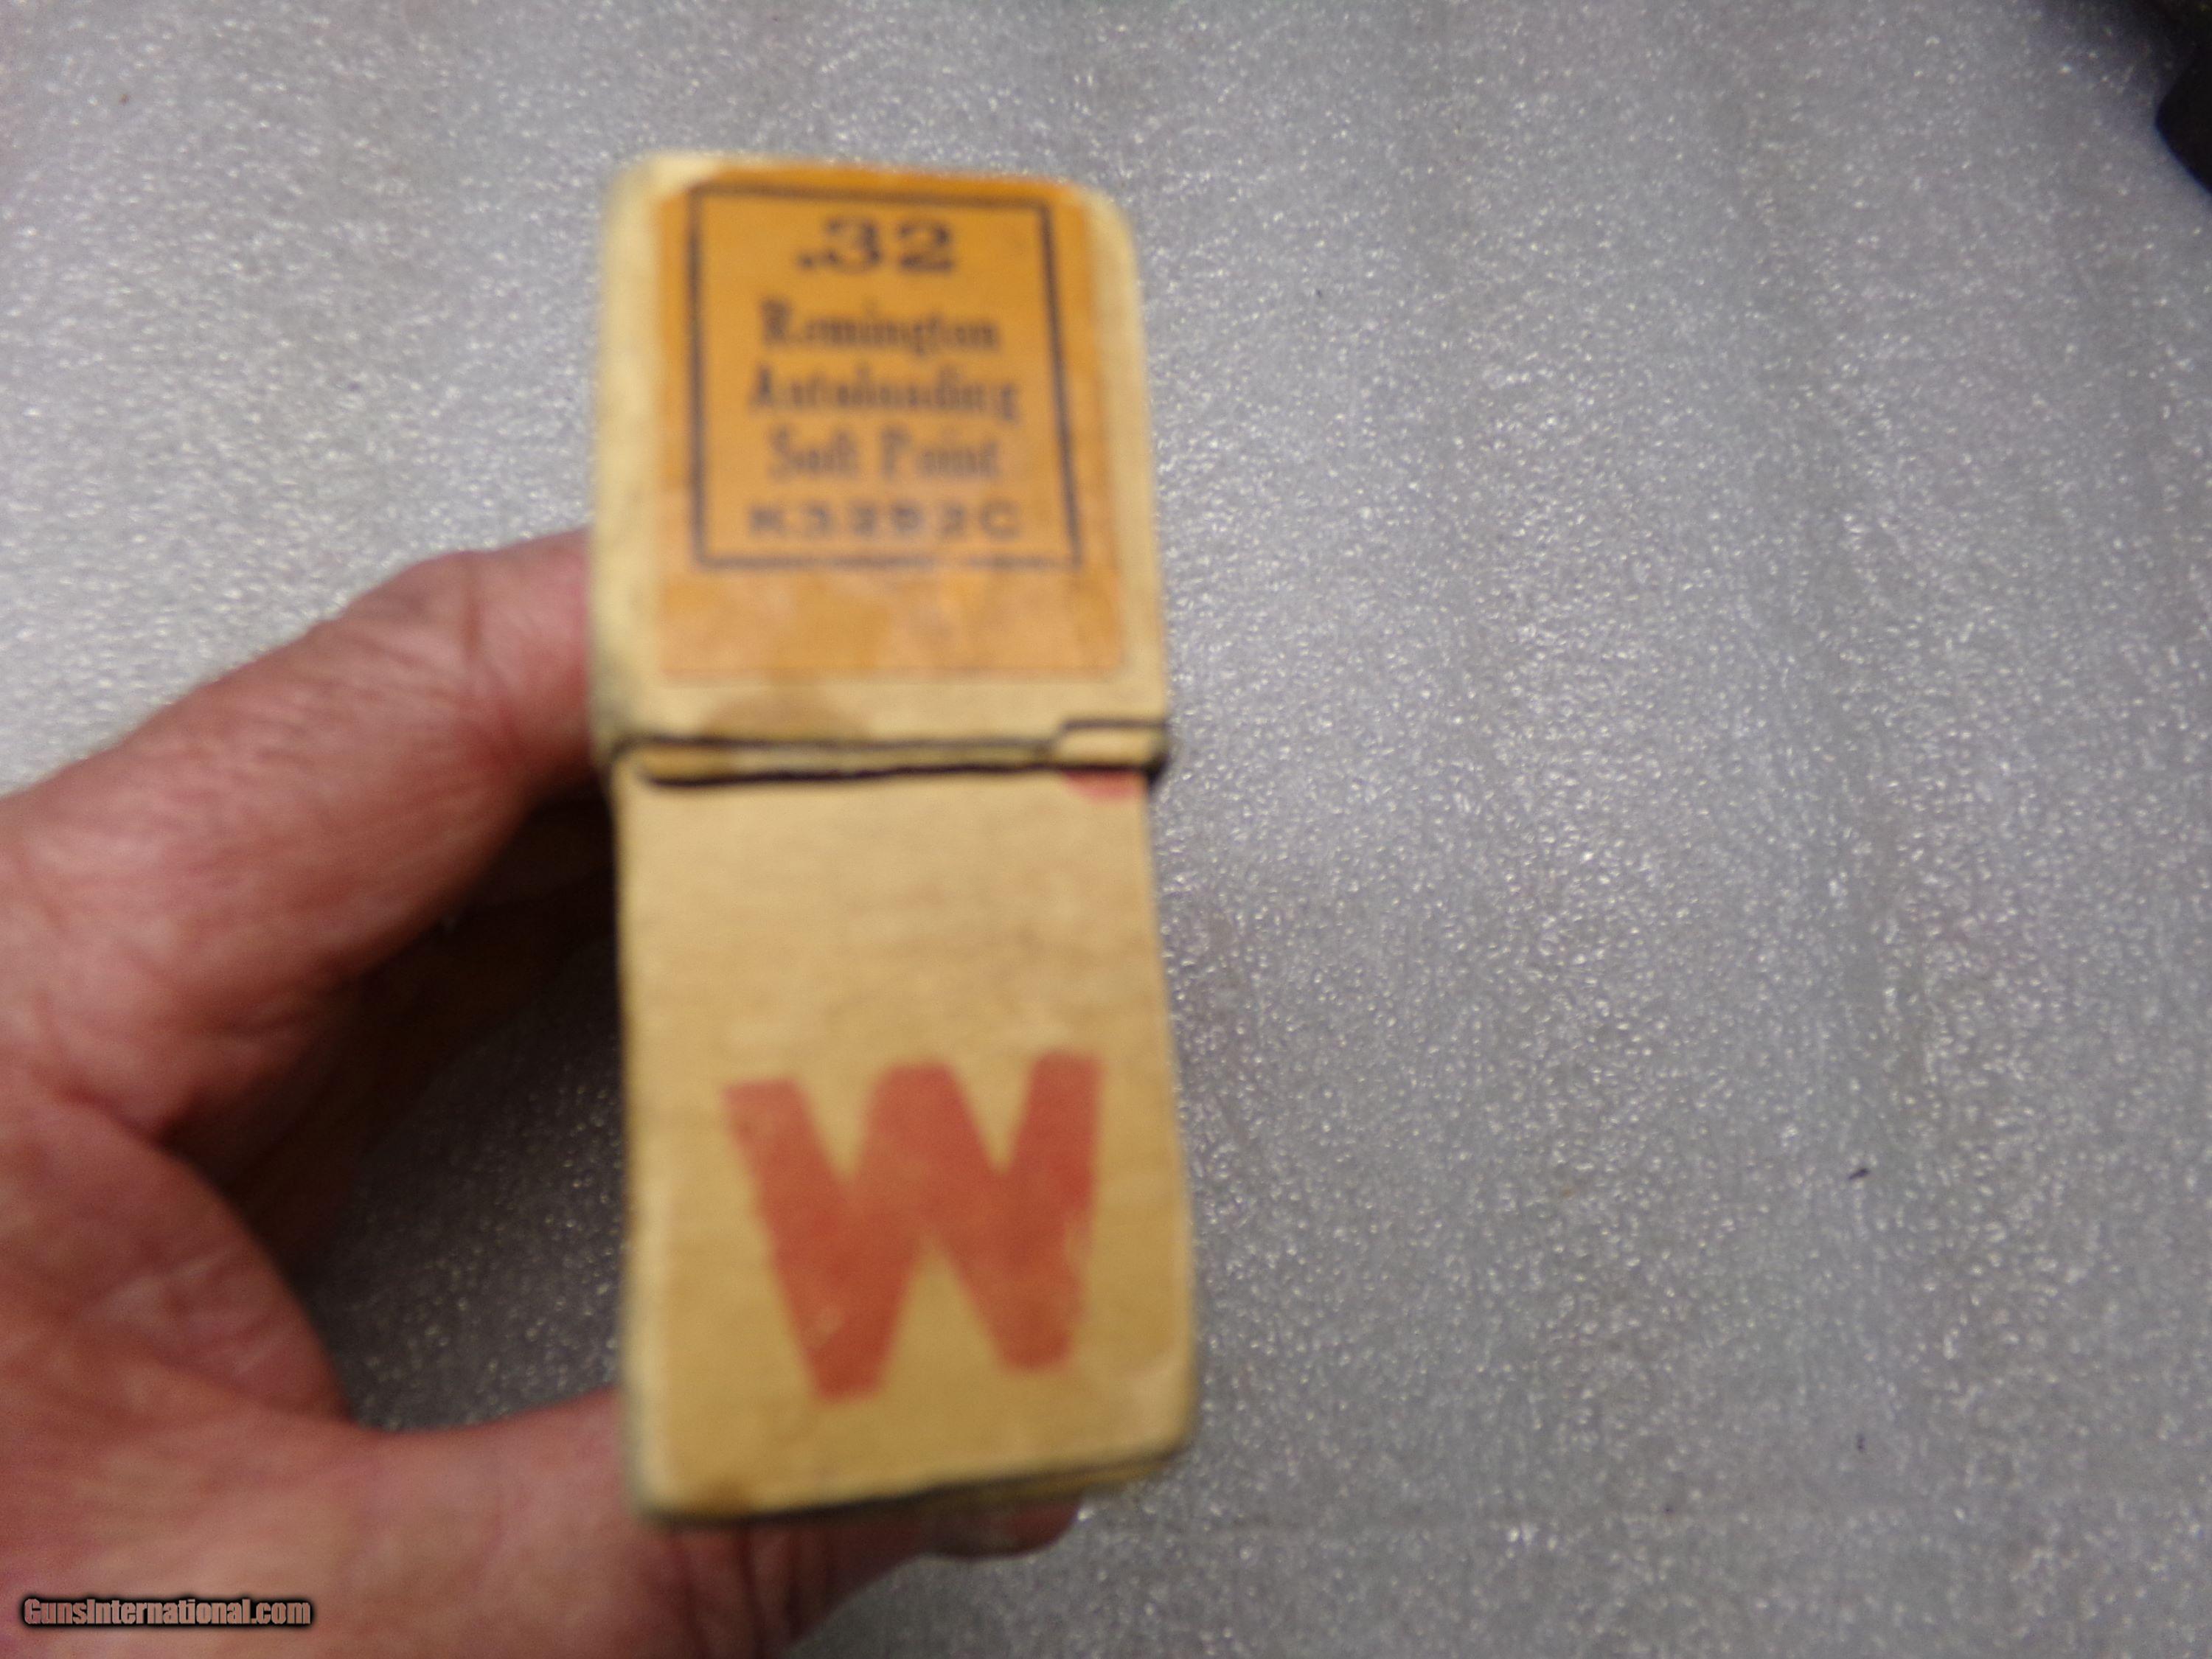 .32
Remington
Autoloading
Soft Point
W
GunsInternational.com